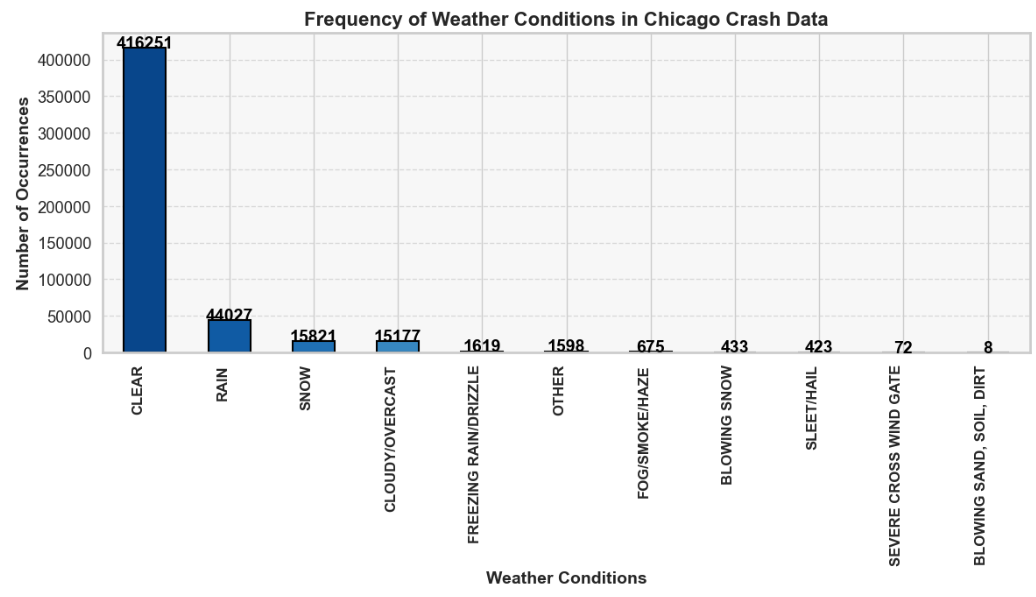 Frequency of Weather Conditions in Chicago Crash Data
Number of Occurrences
400000
350000
300000
250000
200000
150000
100000
50000
0
416251
44027
15821
15177
1619
1598
675
433
423
72
8
CLEAR
RAIN
SNOW
CLOUDY/OVERCAST
FREEZING RAIN/DRIZZLE
OTHER
FOG/SMOKE/HAZE
BLOWING SNOW
SLEET/HAIL
SEVERE CROSS WIND GATE
BLOWING SAND, SOIL, DIRT
Weather Conditions